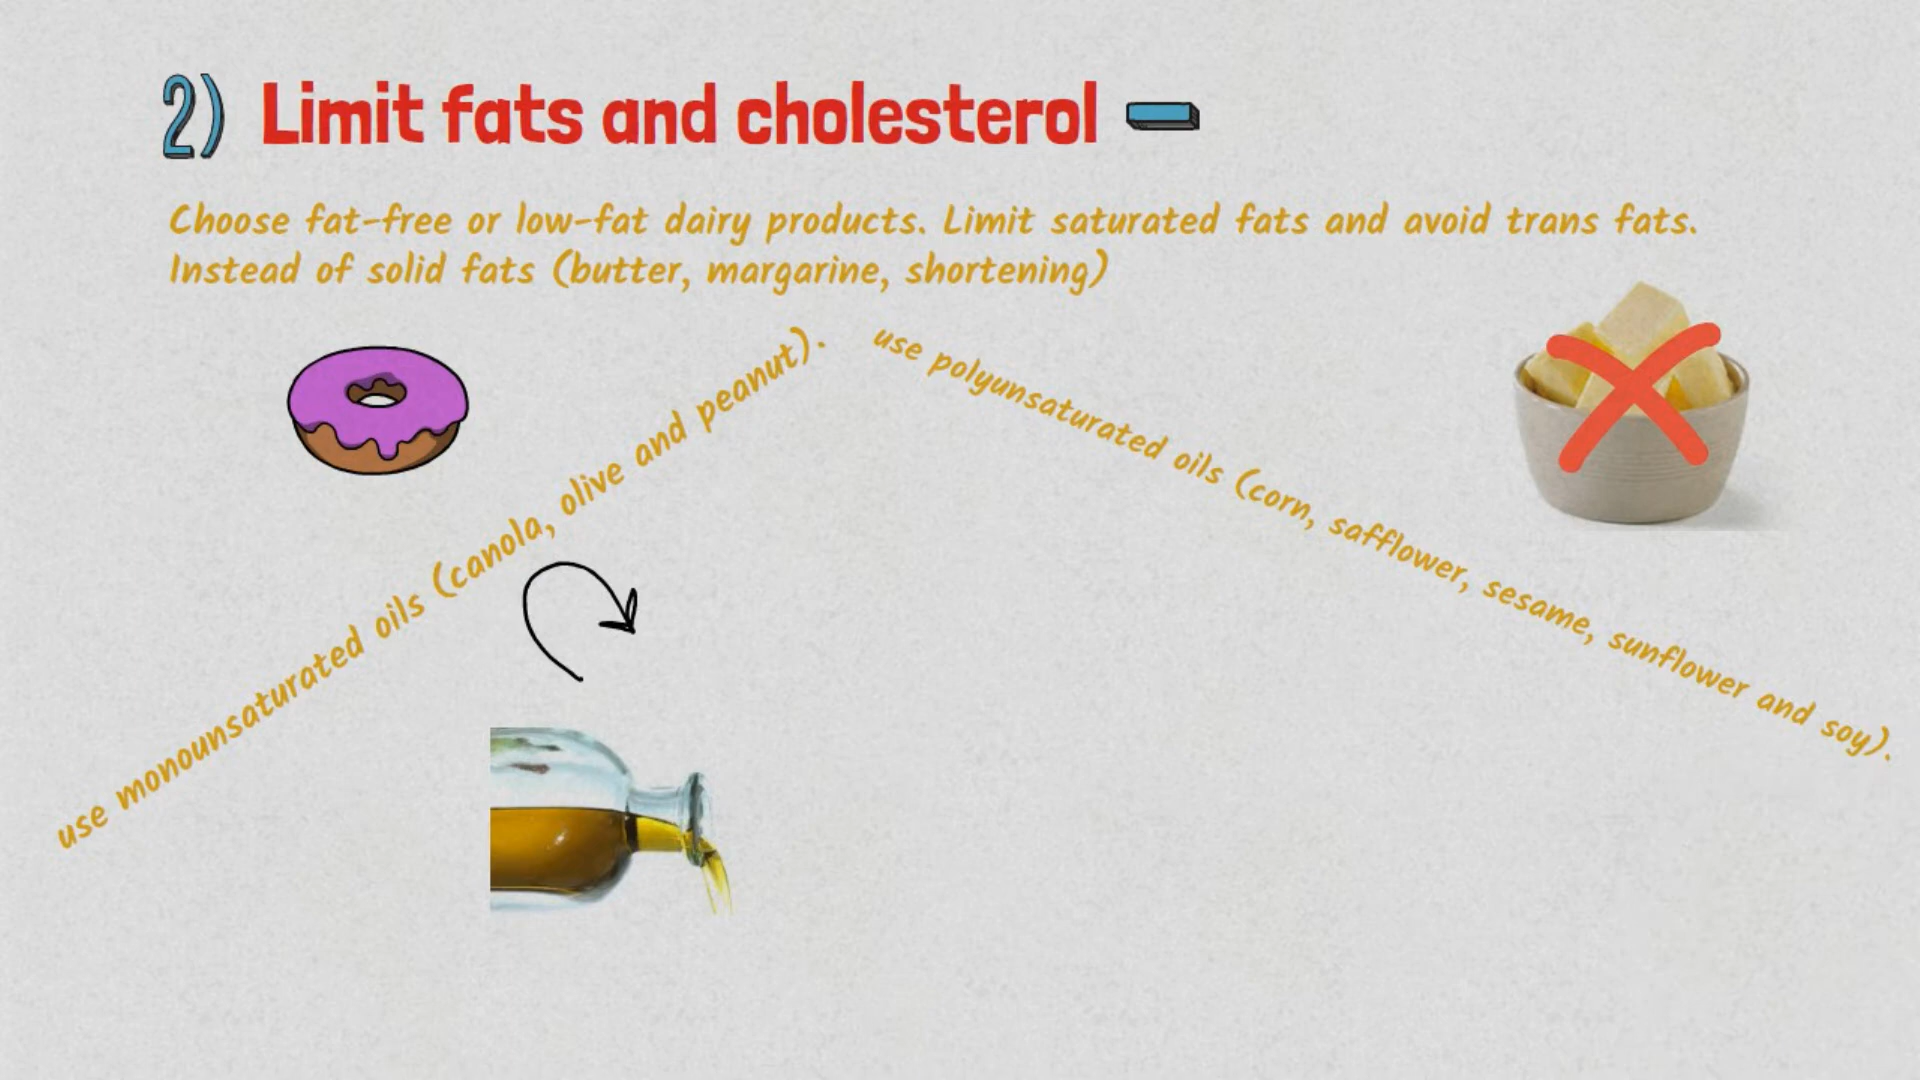 2) Limit fats and cholesterol -
Choose fat-free or low-fat dairy products. Limit saturated fats and avoid trans fats.
Instead of solid fats (butter, margarine, shortening)
use monounsaturated oils (canola, olive and peanut).
use polyunsaturated oils (corn, safflower, sesame, sunflower and soy).